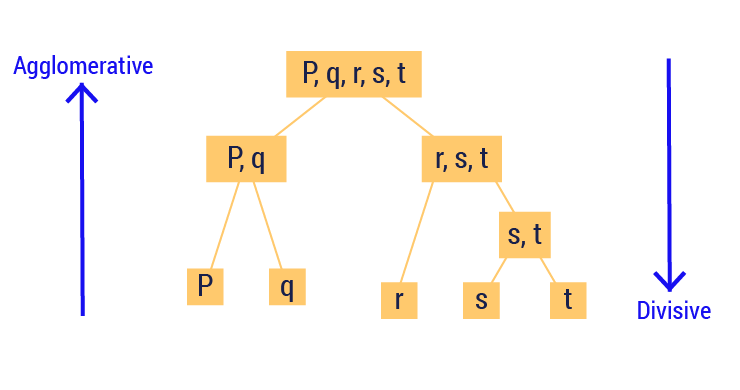 Agglomerative
P, q, r, s, t
P, q
r, s, t
s, t
P
q
r
s
t
Divisive